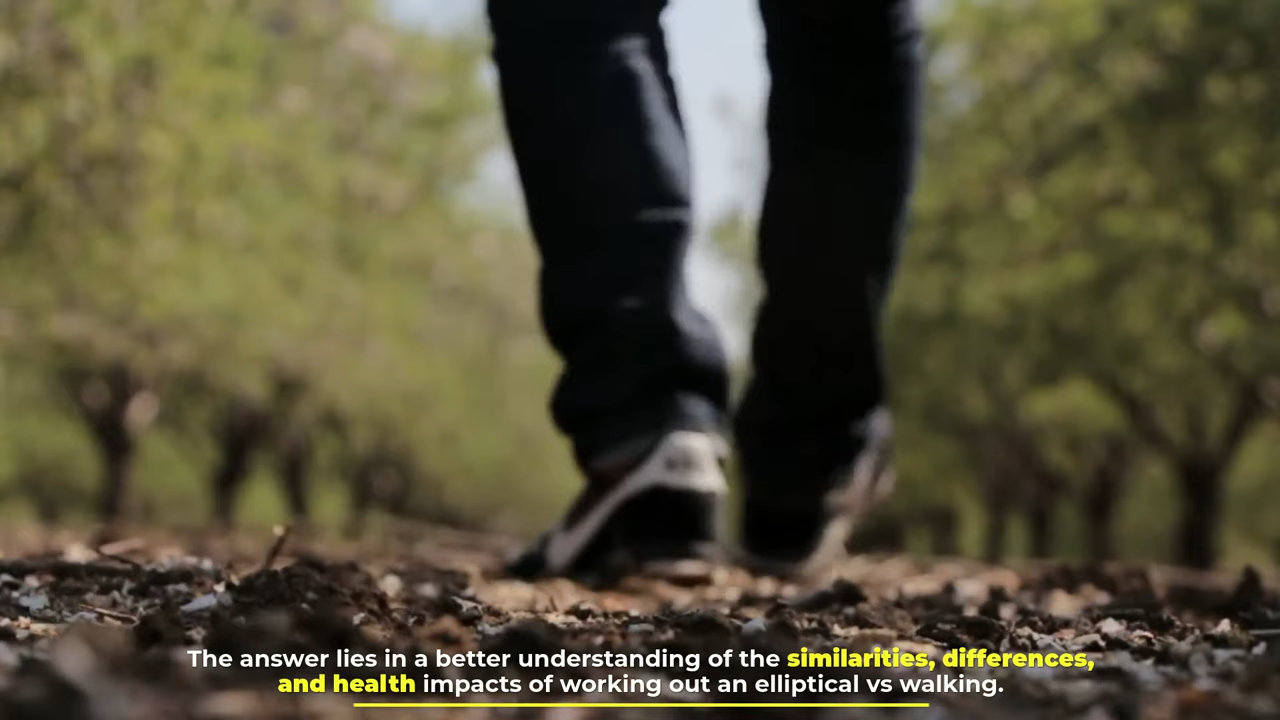 The answer lies in a better understanding of the similarities, differences,
and health impacts of working out an elliptical vs walking.